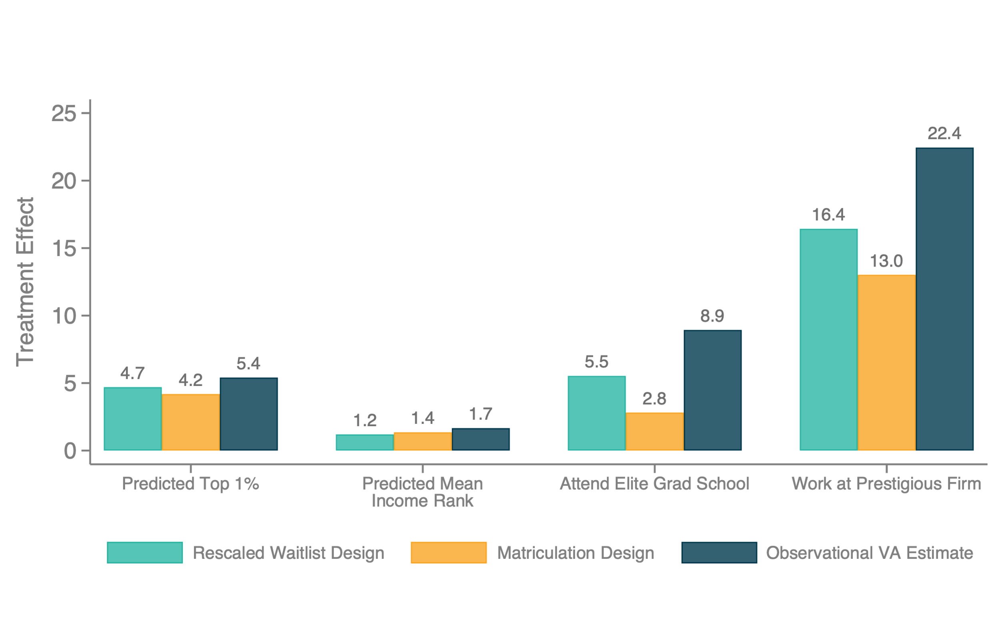 Treatment Effect
25
20
15
10
5
0
4.7
4.2
5.4
1.2
1.4
1.7
5.5
2.8
8.9
16.4
13.0
22.4
Predicted Top 1%
Predicted Mean
Income Rank
Attend Elite Grad School
Work at Prestigious Firm
Rescaled Waitlist Design
Matriculation Design
Observational VA Estimate